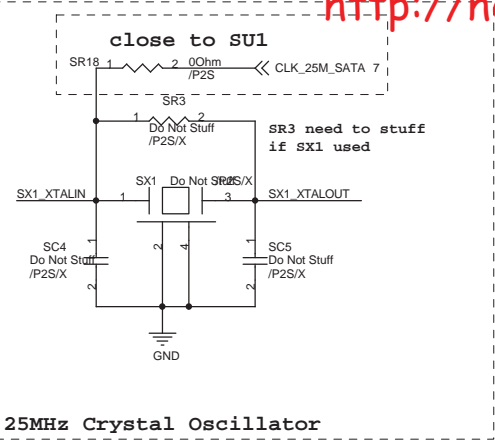 http://h
close to SU1
SR18 1 2 0Ohm
/P2S
CLK_25M_SATA 7
SR3
1 2
Do Not Stuff
/P2S/X
SR3 need to stuff
if SX1 used
SX1_XTALIN 1 SX1 Do Not Stuff /P2S/X 3 SX1_XTALOUT
2 4
1 SC4
Do Not Stuff
/P2S/X
2
1 SC5
Do Not Stuff
/P2S/X
2
GND
25MHz Crystal Oscillator